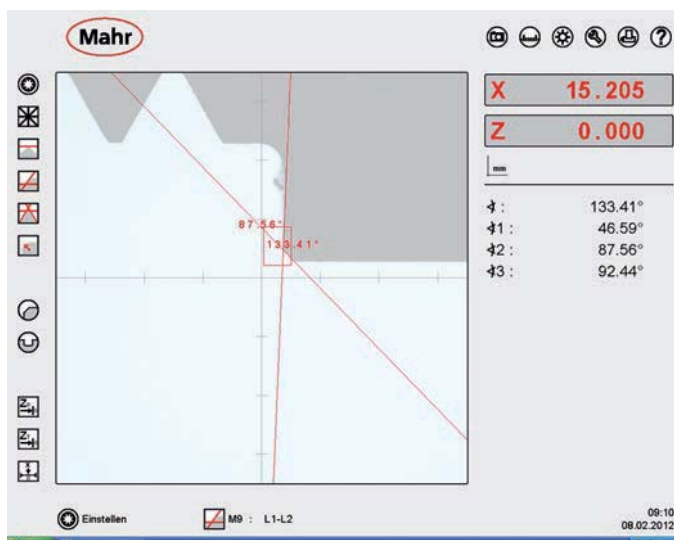 Mahr
X 15.205
Z 0.000
mm
∢ : 133.41°
∢1 : 46.59°
∢2 : 87.56°
∢3 : 92.44°
87.56°
133.41°
Einstellen
M9 : L1-L2
09:10
08.02.2012